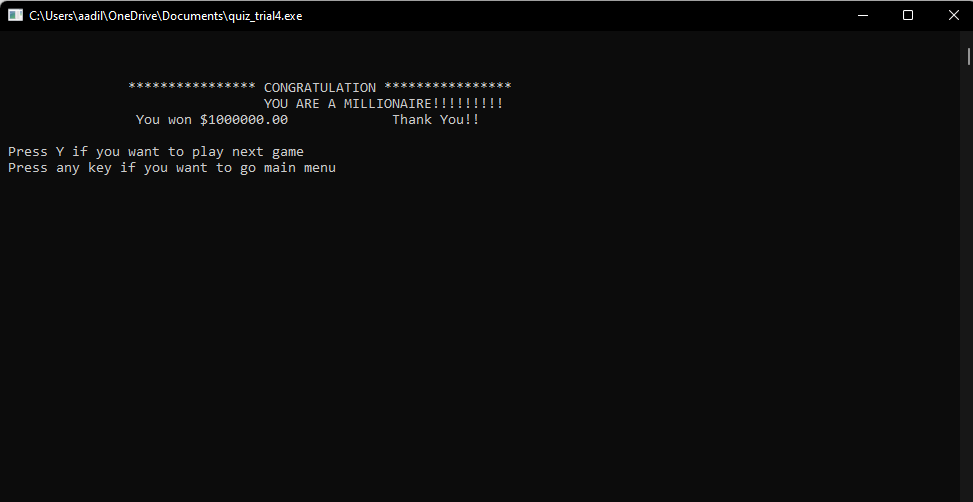 C:\Users\aadil\OneDrive\Documents\quiz_trial4.exe
**************** CONGRATULATION ****************
YOU ARE A MILLIONAIRE!!!!!!!!!
You won $1000000.00 Thank You!!
Press Y if you want to play next game
Press any key if you want to go main menu